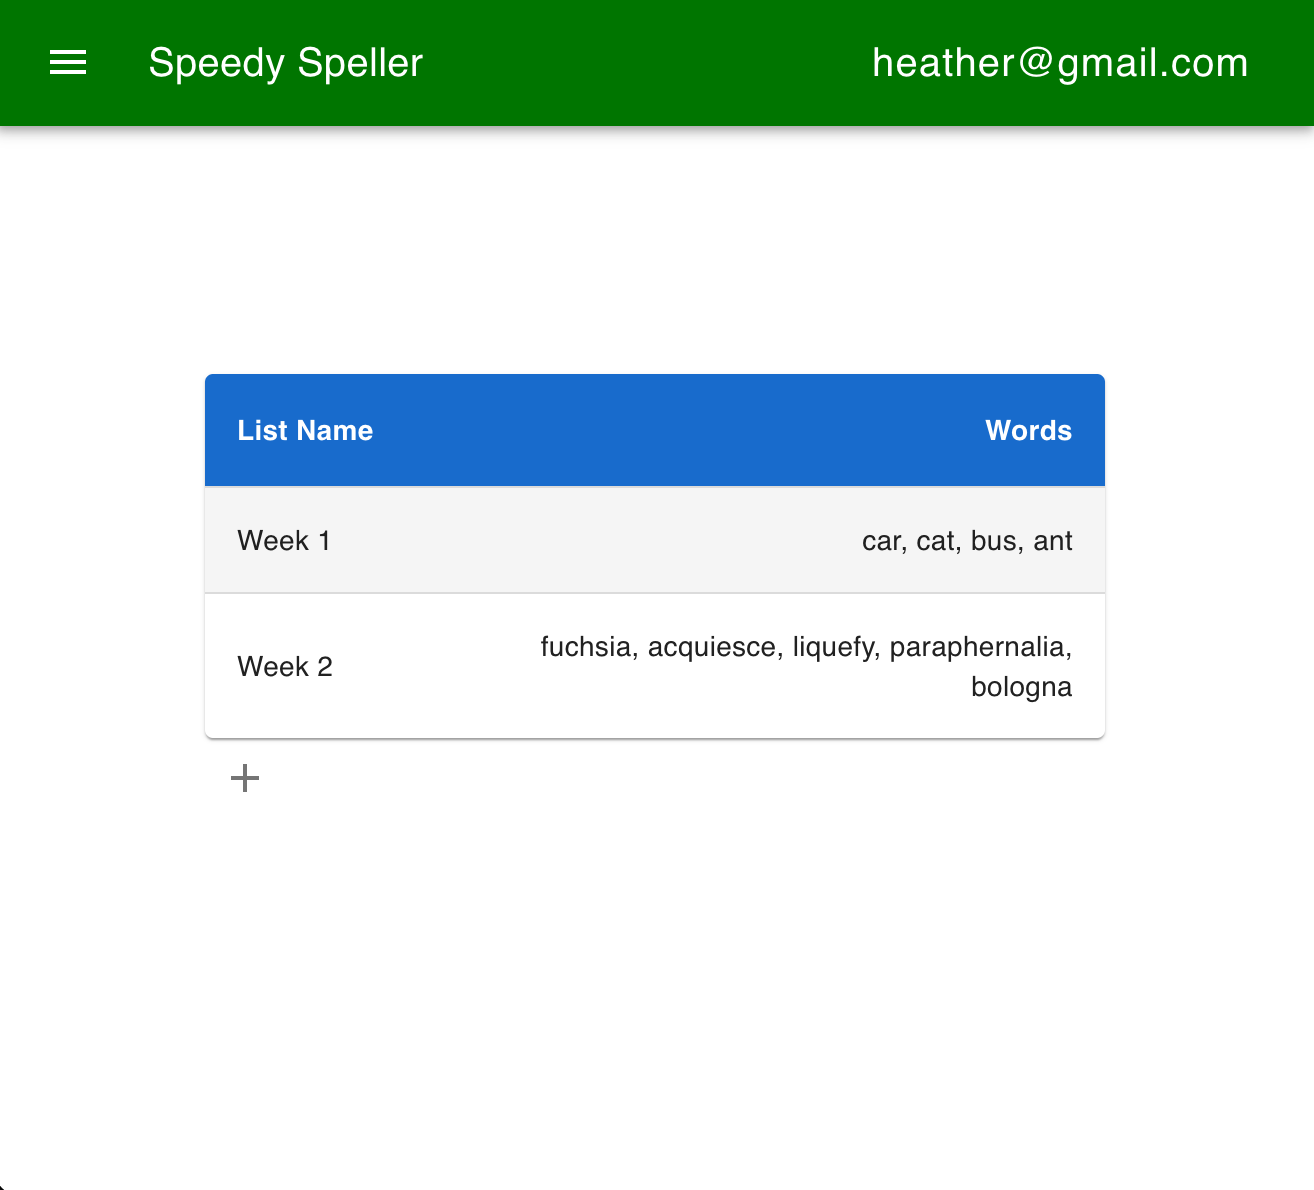 Speedy Speller heather@gmail.com
List Name Words
Week 1 car, cat, bus, ant
Week 2 fuchsia, acquiesce, liquefy, paraphernalia,
bologna